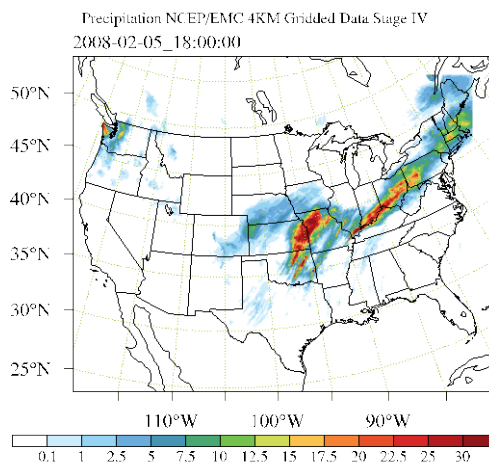 Precipitation NCEP/EMC 4KM Gridded Data Stage IV
2008-02-05_18:00:00
50°N
45°N
40°N
35°N
30°N
25°N
110°W 100°W 90°W
0.1 1 2.5 5 7.5 10 12.5 15 17.5 20 22.5 25 30